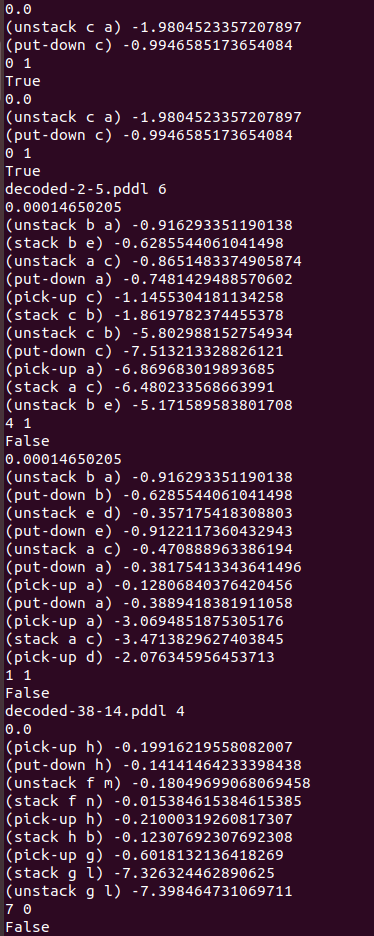 0.0
(unstack c a) -1.9804523357207897
(put-down c) -0.9946585173654084
0 1
True
0.0
(unstack c a) -1.9804523357207897
(put-down c) -0.9946585173654084
0 1
True
decoded-2-5.pddl 6
0.00014650205
(unstack b a) -0.916293351190138
(stack b e) -0.6285544061041498
(unstack a c) -0.8651483374905874
(put-down a) -0.7481429488570602
(pick-up c) -1.1455304181134258
(stack c b) -1.8619782374455378
(unstack c b) -5.802988152754934
(put-down c) -7.513213328826121
(pick-up a) -6.869683019893685
(stack a c) -6.480233568663991
(unstack b e) -5.171589583801708
4 1
False
0.00014650205
(unstack b a) -0.916293351190138
(put-down b) -0.6285544061041498
(unstack e d) -0.357175418308803
(put-down e) -0.9122117360432943
(unstack a c) -0.470888963386194
(put-down a) -0.38175413343641496
(pick-up a) -0.12806840376420456
(put-down a) -0.3889418381911058
(pick-up a) -3.0694851875305176
(stack a c) -3.4713829627403845
(pick-up d) -2.076345956453713
1 1
False
decoded-38-14.pddl 4
0.0
(pick-up h) -0.19916219558082007
(put-down h) -0.14141464233398438
(unstack f m) -0.18049699068069458
(stack f n) -0.015384615384615385
(pick-up h) -0.21000319260817307
(stack h b) -0.12307692307692308
(pick-up g) -0.6018132136418269
(stack g l) -7.326324462890625
(unstack g l) -7.398464731069711
7 0
False